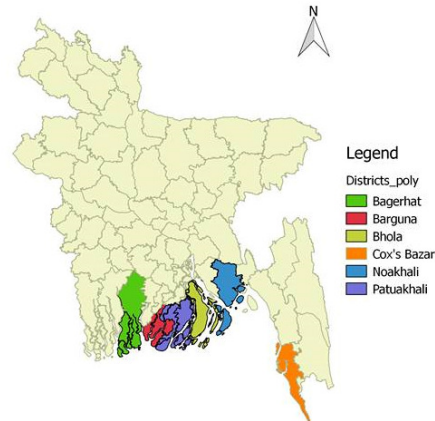 N
Legend
Districts_poly
Bagerhat
Barguna
Bhola
Cox's Bazar
Noakhali
Patuakhali